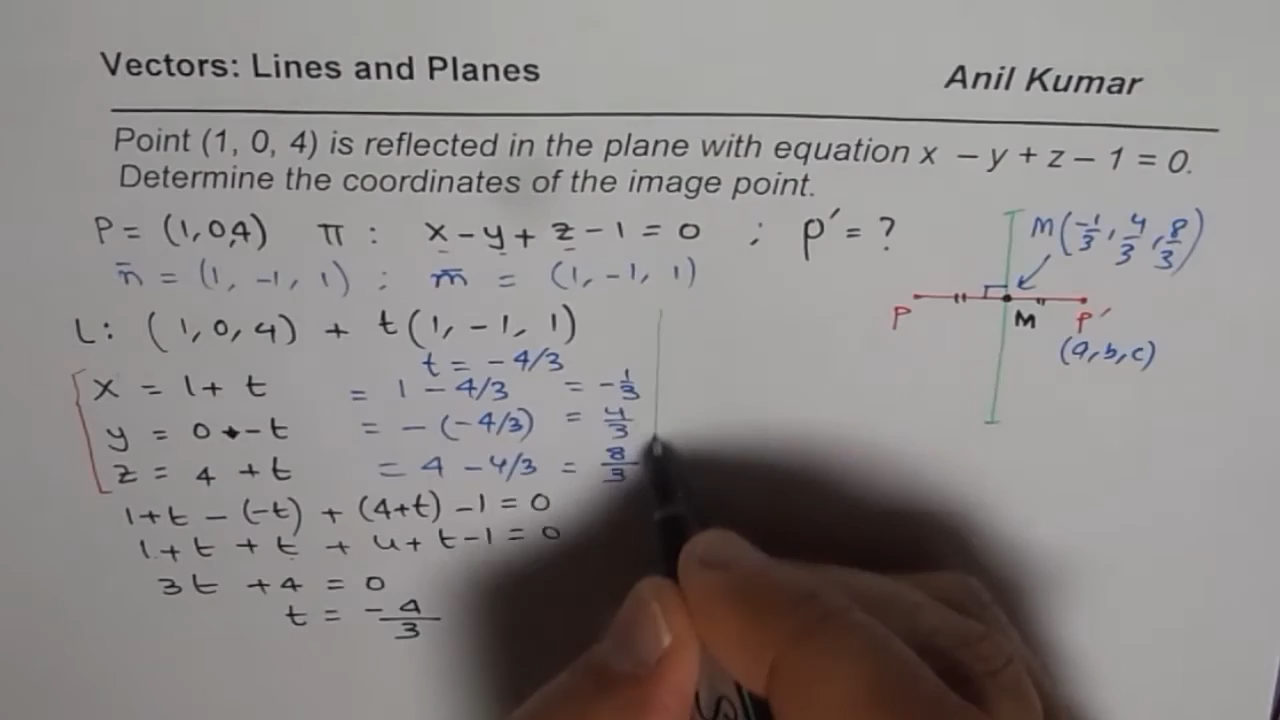 Vectors: Lines and Planes
Anil Kumar
Point (1, 0, 4) is reflected in the plane with equation x − y + z − 1 = 0.
Determine the coordinates of the image point.
P = (1,0,4) π : x − y + z − 1 = 0 ; p′ = ?
n̄ = (1, −1, 1) ; m̄ = (1, −1, 1)
L: (1, 0, 4) + t(1, −1, 1)
t = −4/3
x = 1 + t = 1 − 4/3 = −1/3
y = 0 + −t = −(−4/3) = 4/3
z = 4 + t = 4 − 4/3 = 8/3
1+t − (−t) + (4+t) −1 = 0
1 + t + t + 4 + t − 1 = 0
3t + 4 = 0
t = −4/3
M(−1/3, 4/3, 8/3)
P M P′
(a, b, c)